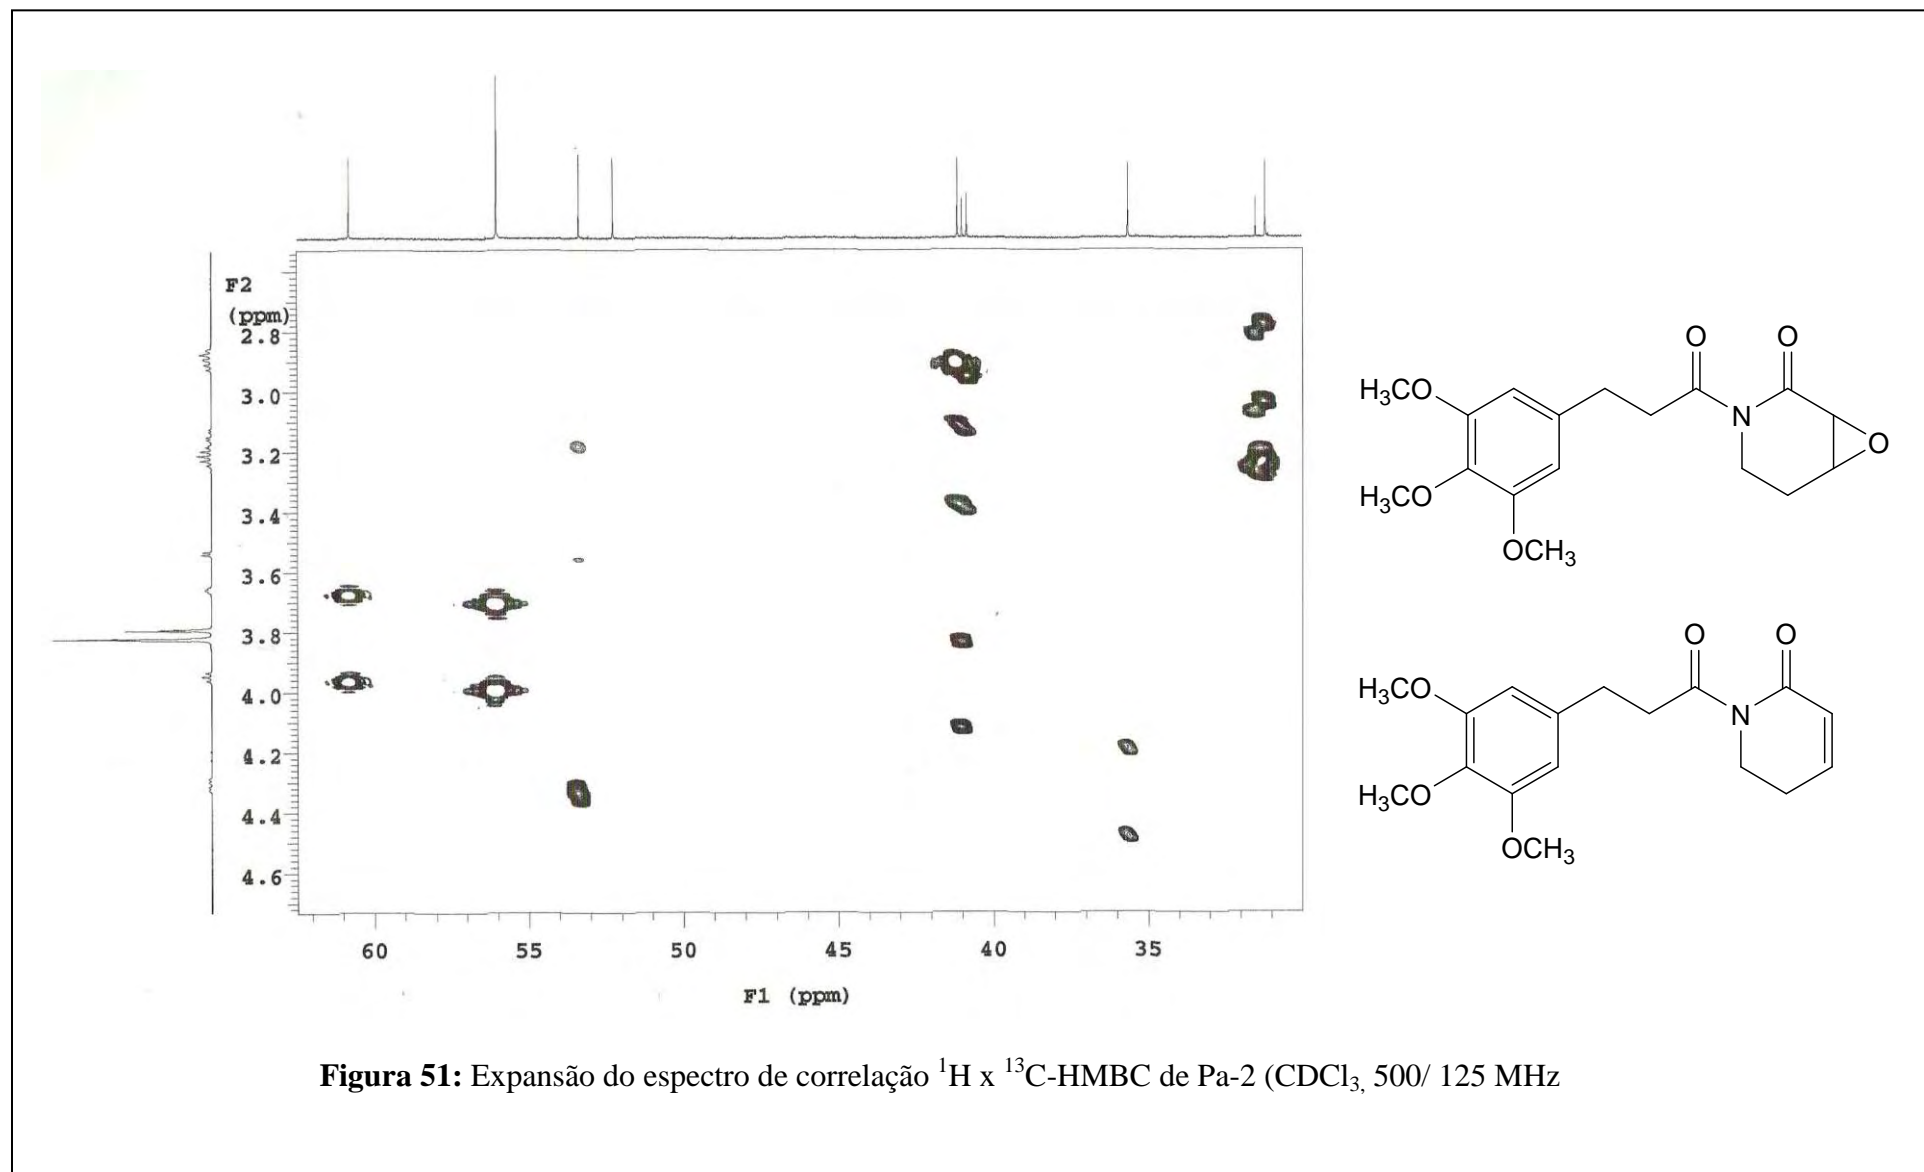 F2
(ppm)
2.8
3.0
3.2
3.4
3.6
3.8
4.0
4.2
4.4
4.6
60 55 50 45 40 35
F1 (ppm)
O O
H₃CO
N
O
H₃CO
OCH₃
O O
H₃CO
N
H₃CO
OCH₃
Figura 51: Expansão do espectro de correlação ¹H x ¹³C-HMBC de Pa-2 (CDCl₃, 500/ 125 MHz